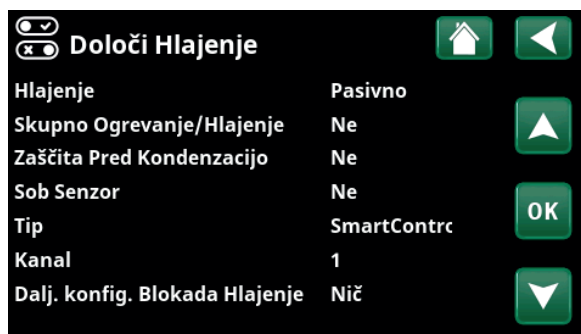 Določi Hlajenje
Hlajenje Pasivno
Skupno Ogrevanje/Hlajenje Ne
Zaščita Pred Kondenzacijo Ne
Sob Senzor Ne
Tip SmartContrc
OK
Kanal 1
Dalj. konfig. Blokada Hlajenje Nič